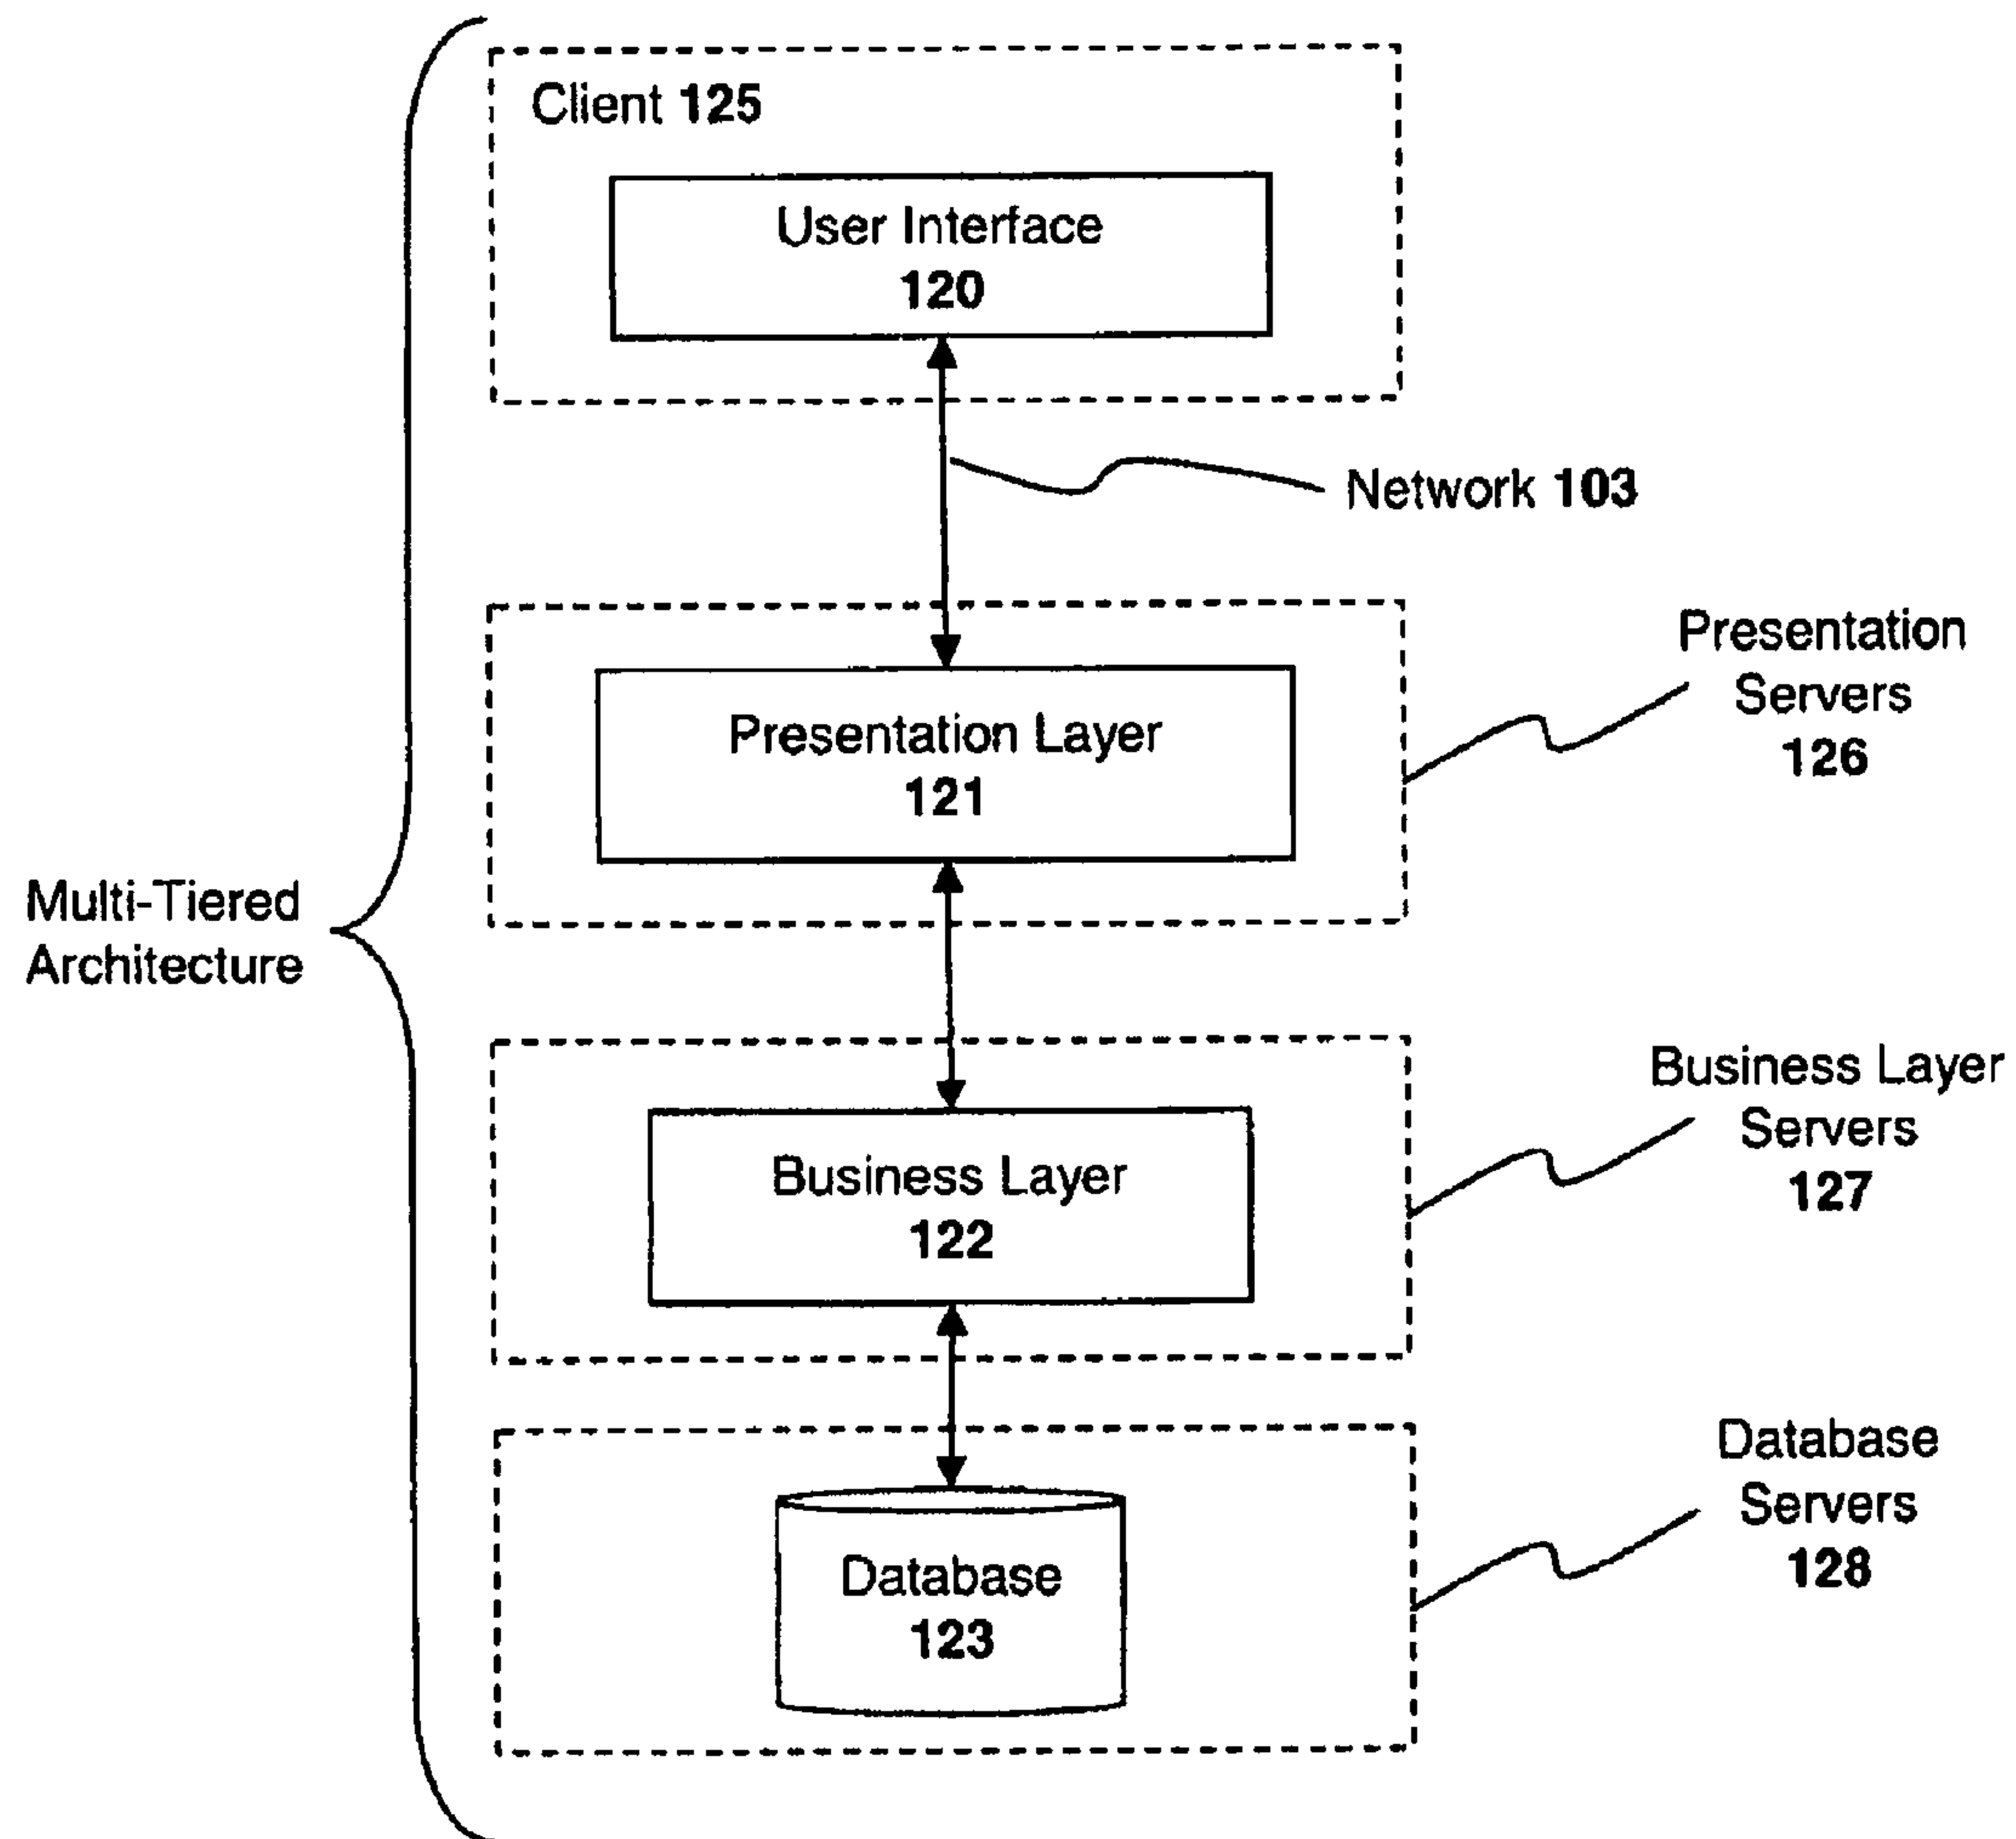 Client 125
User Interface
120
Network 103
Presentation
Servers
126
Presentation Layer
121
Multi-Tiered
Architecture
Business Layer
Servers
127
Business Layer
122
Database
Servers
128
Database
123